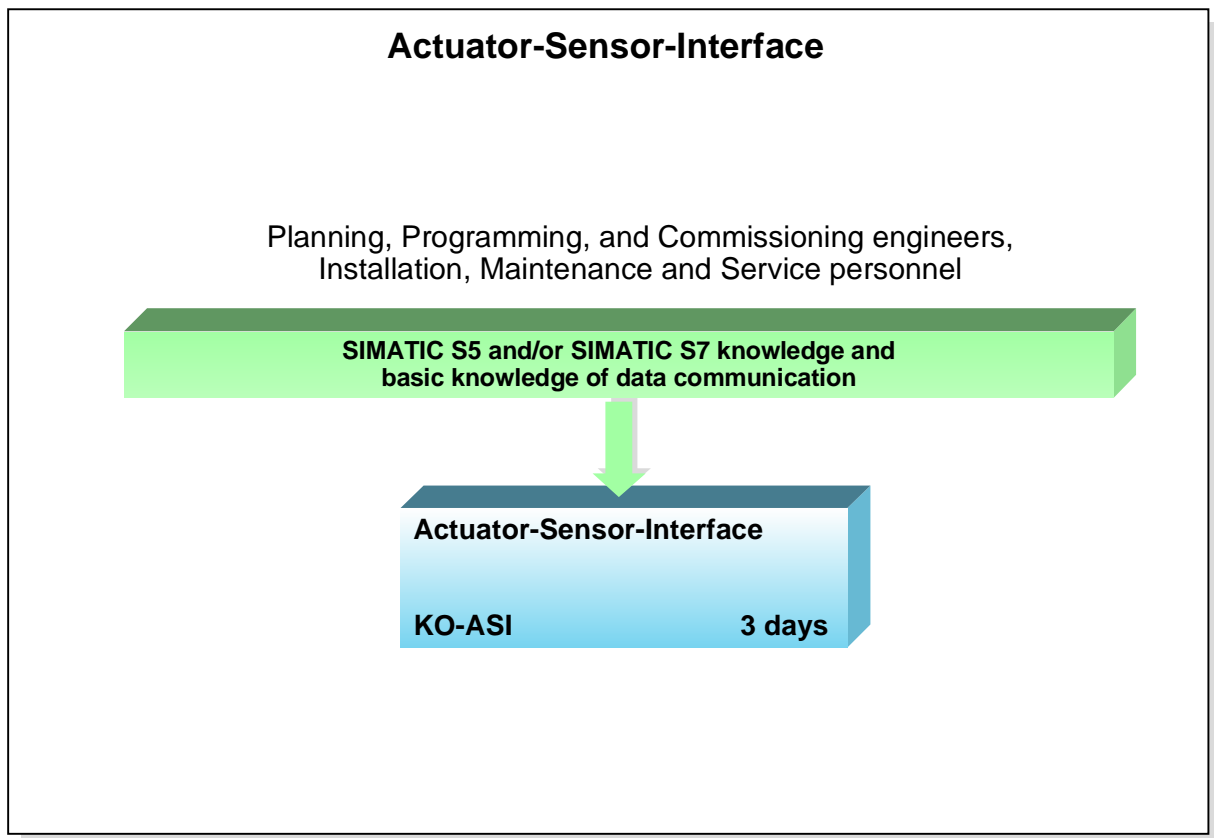 Actuator-Sensor-Interface
Planning, Programming, and Commissioning engineers,
Installation, Maintenance and Service personnel
SIMATIC S5 and/or SIMATIC S7 knowledge and
basic knowledge of data communication
Actuator-Sensor-Interface
KO-ASI 3 days